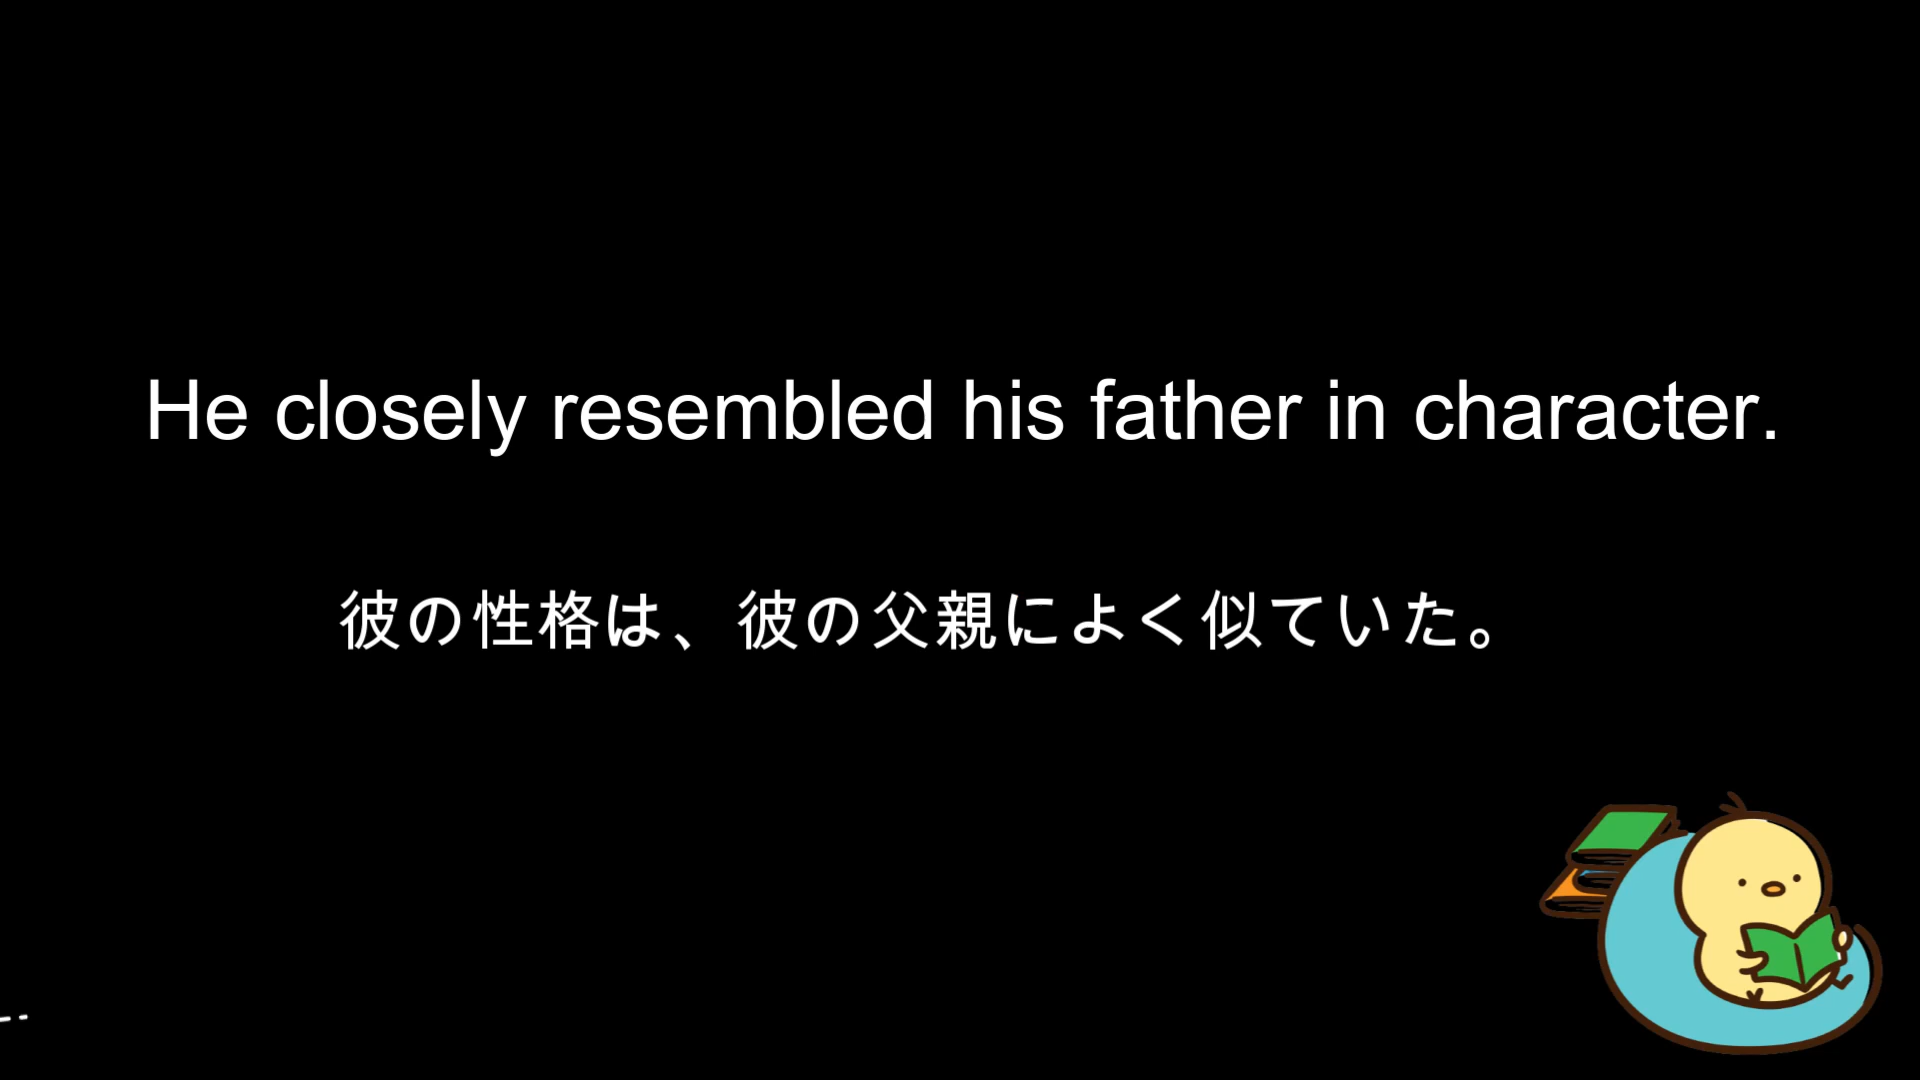 He closely resembled his father in character.
彼の性格は、彼の父親によく似ていた。